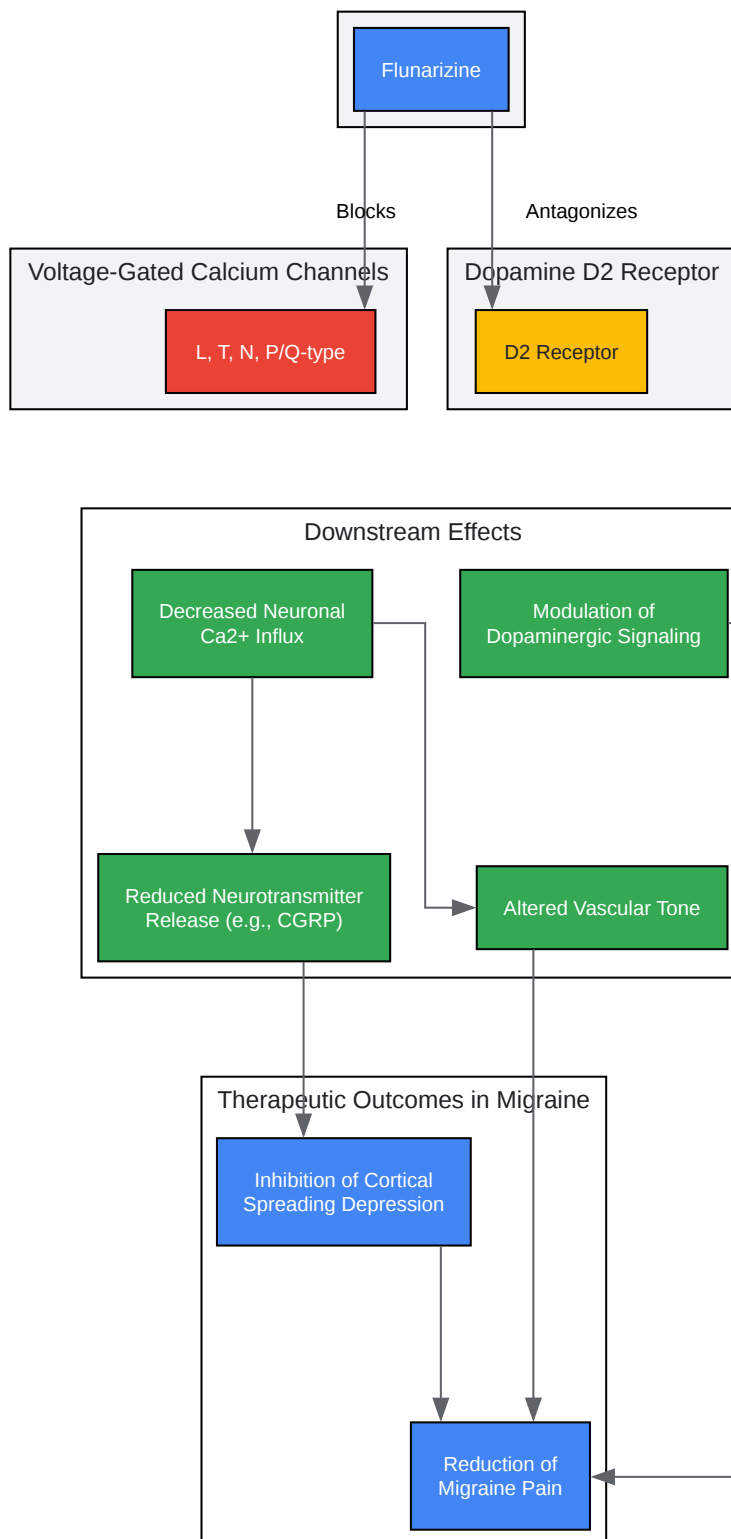 Flunarizine
Blocks
Antagonizes
Voltage-Gated Calcium Channels
Dopamine D2 Receptor
L, T, N, P/Q-type
D2 Receptor
Downstream Effects
Decreased Neuronal
Ca2+ Influx
Modulation of
Dopaminergic Signaling
Reduced Neurotransmitter
Release (e.g., CGRP)
Altered Vascular Tone
Therapeutic Outcomes in Migraine
Inhibition of Cortical
Spreading Depression
Reduction of
Migraine Pain